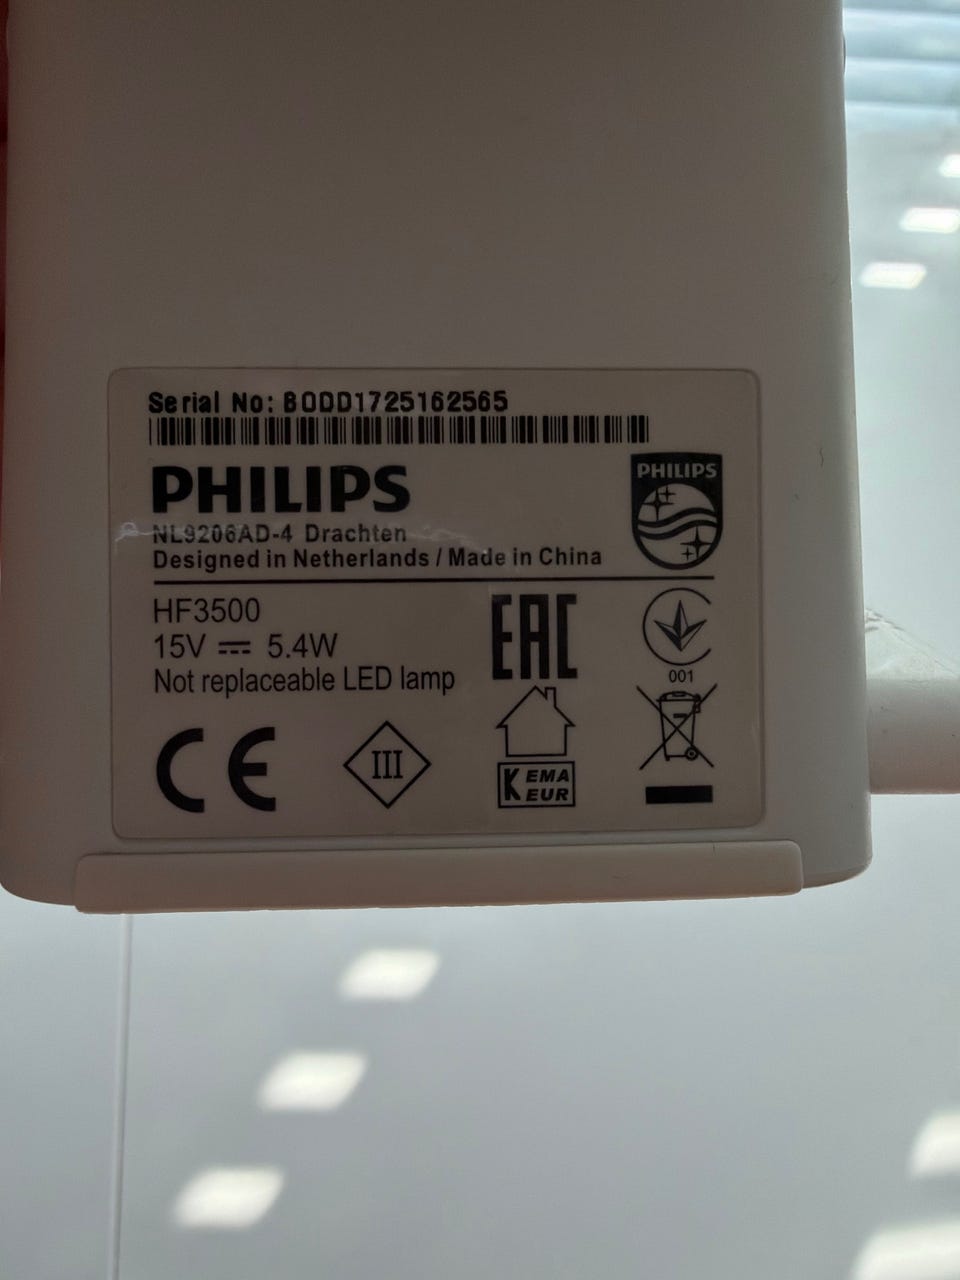 Serial No: BODD1725162565
PHILIPS
PHILIPS
NL9206AD-4 Drachten
Designed in Netherlands / Made in China
HF3500
15V ⎓ 5.4W
Not replaceable LED lamp
EAC
001
CE
III
KEMA
EUR